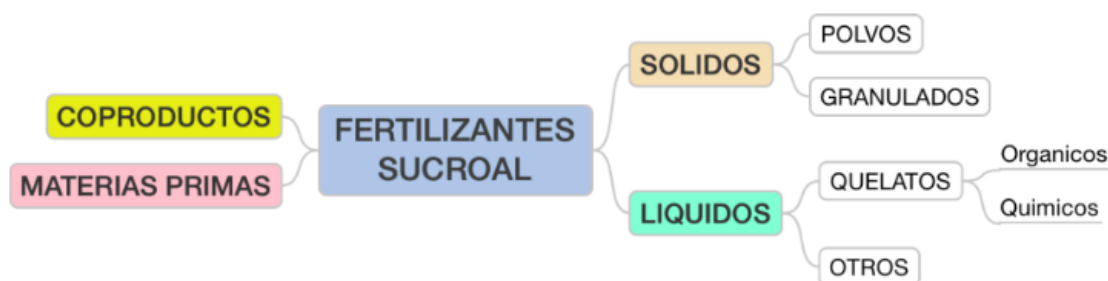 COPRODUCTOS
MATERIAS PRIMAS
FERTILIZANTES
SUCROAL
SOLIDOS
POLVOS
GRANULADOS
LIQUIDOS
QUELATOS
Organicos
Quimicos
OTROS